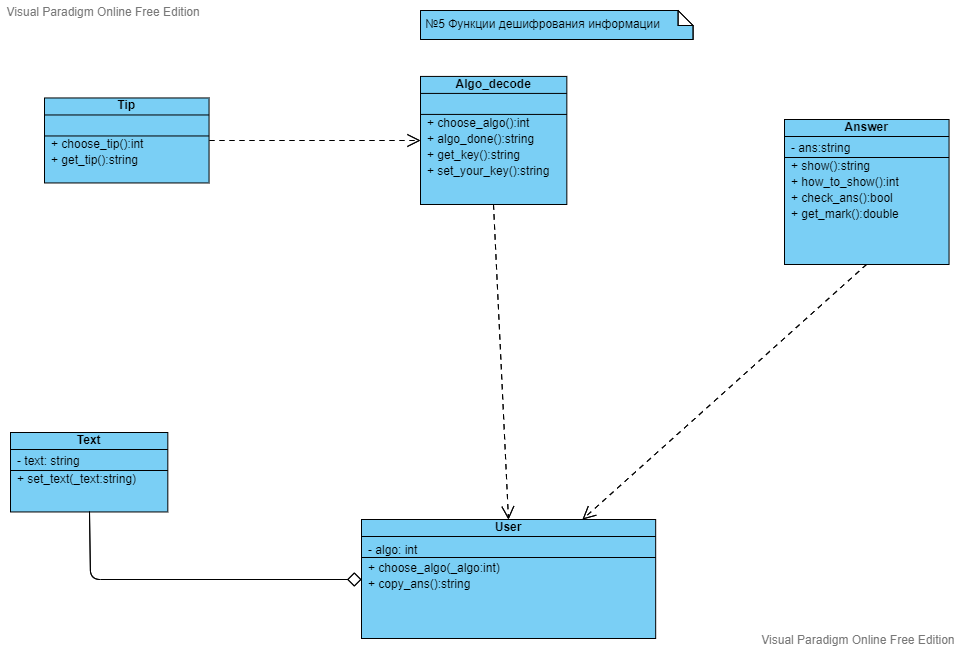 Visual Paradigm Online Free Edition
№5 Функции дешифрования информации
Tip
+ choose_tip():int
+ get_tip():string
Algo_decode
+ choose_algo():int
+ algo_done():string
+ get_key():string
+ set_your_key():string
Answer
- ans:string
+ show():string
+ how_to_show():int
+ check_ans():bool
+ get_mark():double
Text
- text: string
+ set_text(_text:string)
User
- algo: int
+ choose_algo(_algo:int)
+ copy_ans():string
Visual Paradigm Online Free Edition